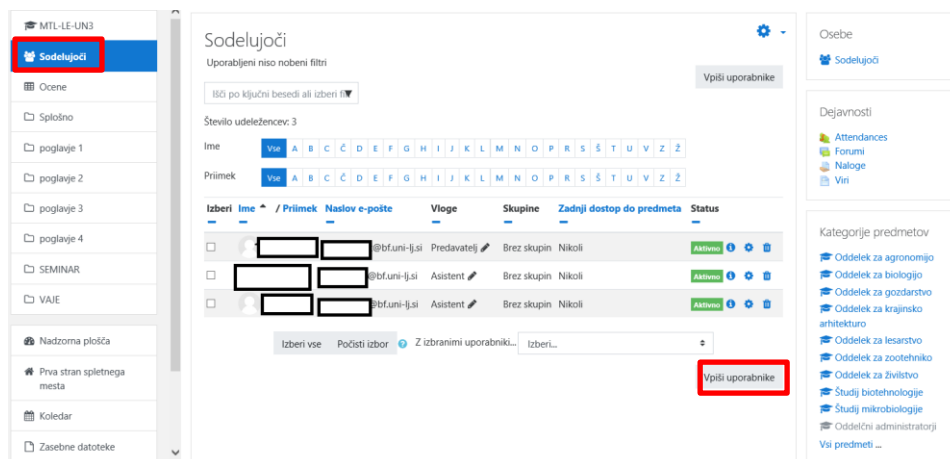 MTL-LE-UN3
Sodelujoči
Ocene
Splošno
poglavje 1
poglavje 2
poglavje 3
poglavje 4
SEMINAR
VAJE
Nadzorna plošča
Prva stran spletnega
mesta
Koledar
Zasebne datoteke
Sodelujoči
Uporabljeni niso nobeni filtri
Vpiši uporabnike
Išči po ključni besedi ali izberi
Število udeležencev: 3
Ime
Vse A B C Č D E F G H I J K L M N O P R S Š T U V Z Ž
Priimek
Vse A B C Č D E F G H I J K L M N O P R S Š T U V Z Ž
Izberi Ime / Priimek Naslov e-pošte Vloge Skupine Zadnji dostop do predmeta Status
@bf.uni-lj.si Predavatelj Brez skupin Nikoli Aktivno
@bf.uni-lj.si Asistent Brez skupin Nikoli Aktivno
@bf.uni-lj.si Asistent Brez skupin Nikoli Aktivno
Izberi vse Počisti izbor Z izbranimi uporabniki... Izberi...
Vpiši uporabnike
Osebe
Sodelujoči
Dejavnosti
Attendances
Forumi
Naloge
Viri
Kategorije predmetov
Oddelek za agronomijo
Oddelek za biologijo
Oddelek za gozdarstvo
Oddelek za krajinsko
arhitekturo
Oddelek za lesarstvo
Oddelek za zootehniko
Oddelek za živilstvo
Študij biotehnologije
Študij mikrobiologije
Oddelčni administratorji
Vsi predmeti ...